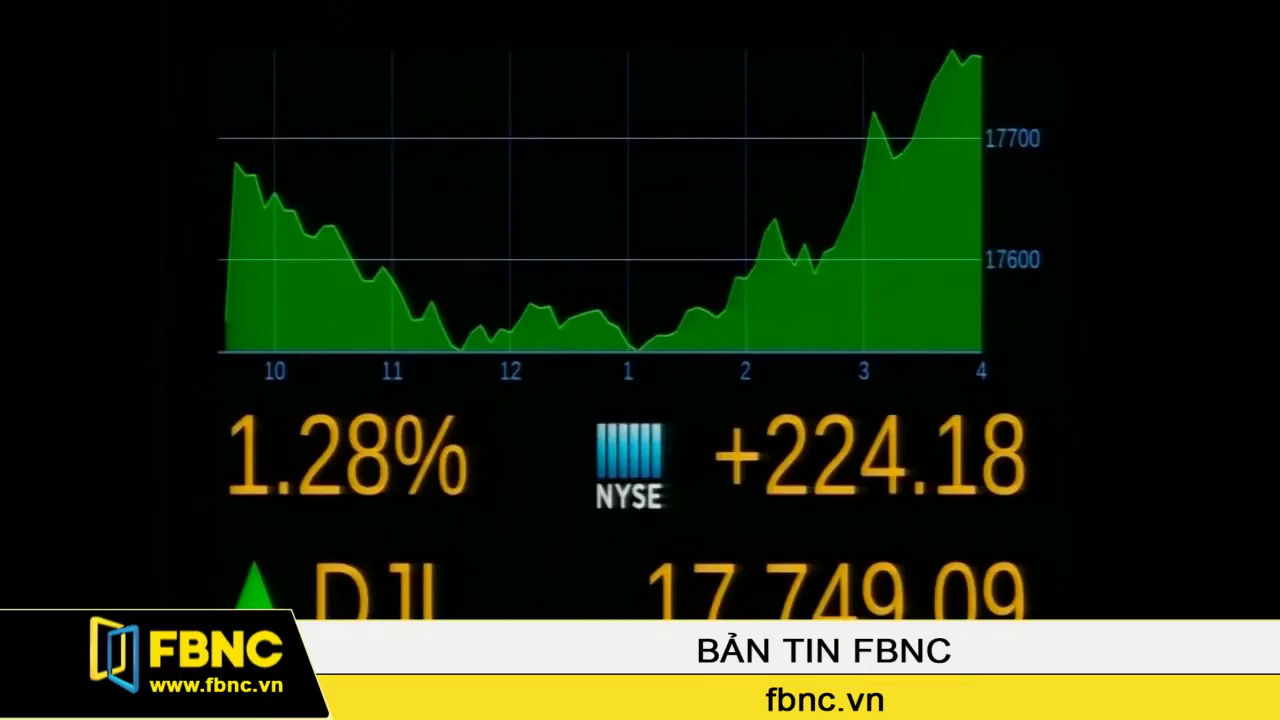 17700
17600
10 11 12 1 2 3 4
1.28% NYSE +224.18
DJI 17,749.09
FBNC BẢN TIN FBNC
www.fbnc.vn fbnc.vn